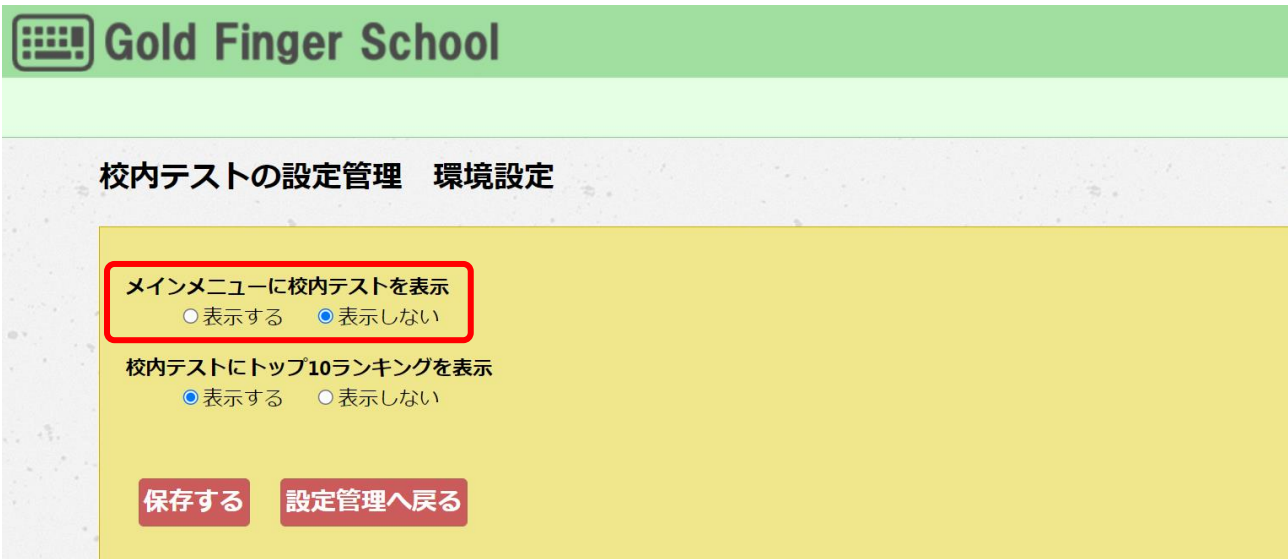 Gold Finger School
校内テストの設定管理　環境設定
メインメニューに校内テストを表示
表示する 表示しない
校内テストにトップ10ランキングを表示
表示する 表示しない
保存する 設定管理へ戻る